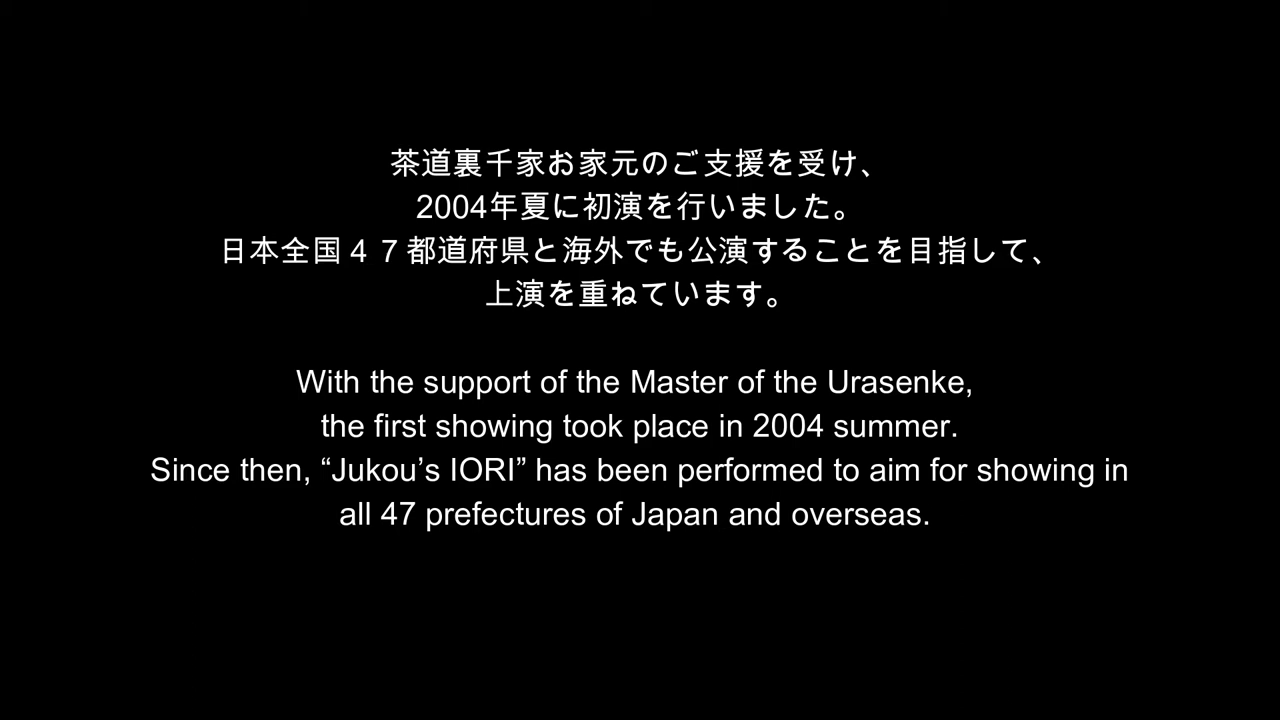 茶道裏千家お家元のご支援を受け、
2004年夏に初演を行いました。
日本全国４７都道府県と海外でも公演することを目指して、
上演を重ねています。
With the support of the Master of the Urasenke,
the first showing took place in 2004 summer.
Since then, “Jukou’s IORI” has been performed to aim for showing in
all 47 prefectures of Japan and overseas.